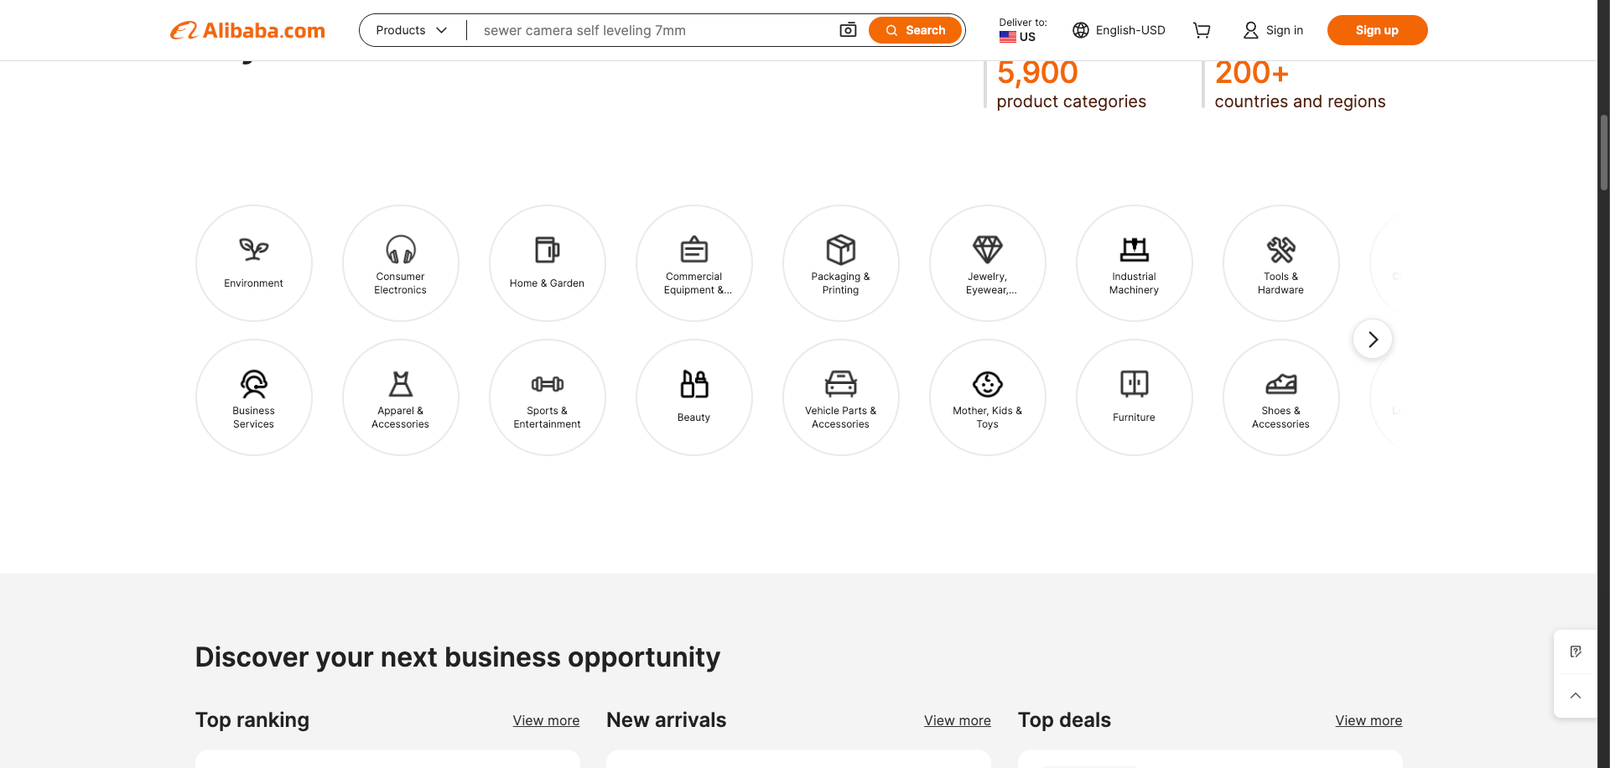 Alibaba.com
Products
sewer camera self leveling 7mm
Search
Deliver to:
US
English-USD
Sign in
Sign up
5,900
product categories
200+
countries and regions
Environment
Consumer
Electronics
Home & Garden
Commercial
Equipment &...
Packaging &
Printing
Jewelry,
Eyewear,...
Industrial
Machinery
Tools &
Hardware
Business
Services
Apparel &
Accessories
Sports &
Entertainment
Beauty
Vehicle Parts &
Accessories
Mother, Kids &
Toys
Furniture
Shoes &
Accessories
Discover your next business opportunity
Top ranking
View more
New arrivals
View more
Top deals
View more